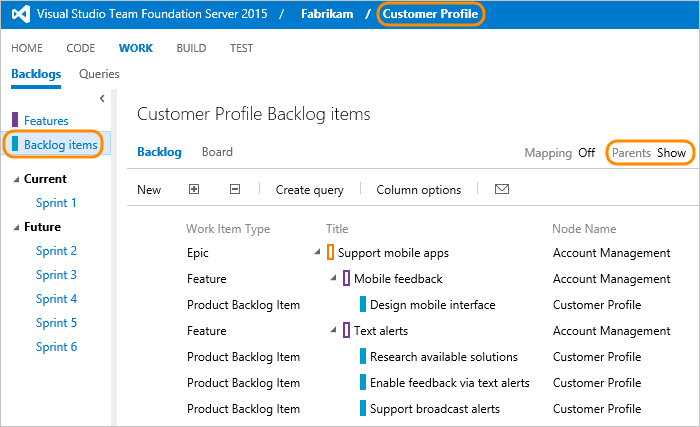 Visual Studio Team Foundation Server 2015 / Fabrikam / Customer Profile
HOME CODE WORK BUILD TEST
Backlogs Queries
Features
Backlog items
Current
Sprint 1
Future
Sprint 2
Sprint 3
Sprint 4
Sprint 5
Sprint 6
Customer Profile Backlog items
Backlog Board Mapping Off Parents Show
New Create query Column options
Work Item Type Title Node Name
Epic Support mobile apps Account Management
Feature Mobile feedback Account Management
Product Backlog Item Design mobile interface Customer Profile
Feature Text alerts Account Management
Product Backlog Item Research available solutions Customer Profile
Product Backlog Item Enable feedback via text alerts Customer Profile
Product Backlog Item Support broadcast alerts Customer Profile